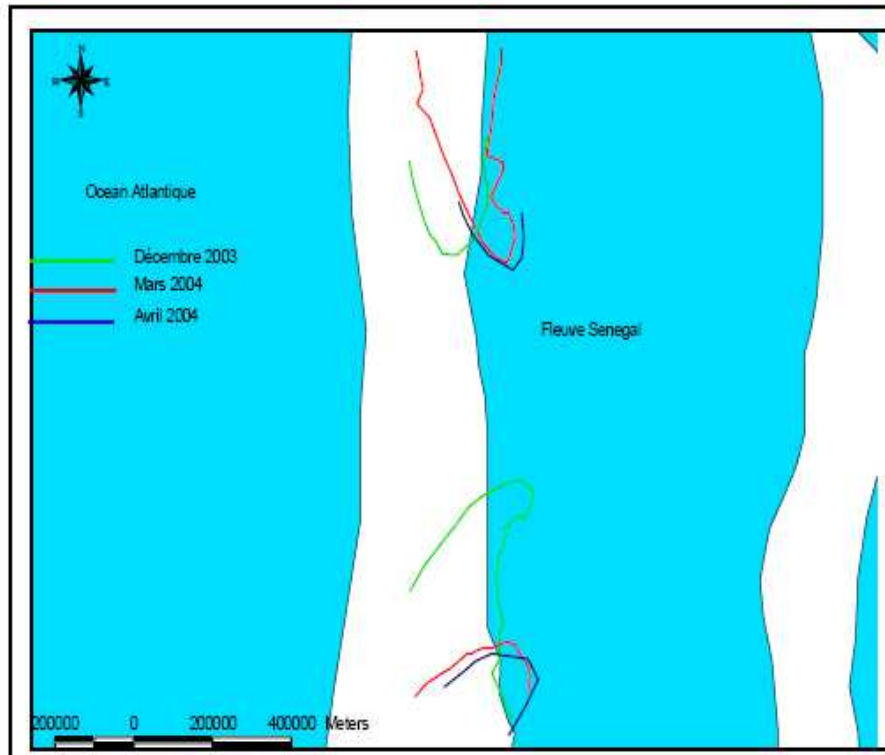 N
Ocean Atlantique
Décembre 2003
Mars 2004
Avril 2004
Fleuve Senegal
200000 0 200000 400000 Meters